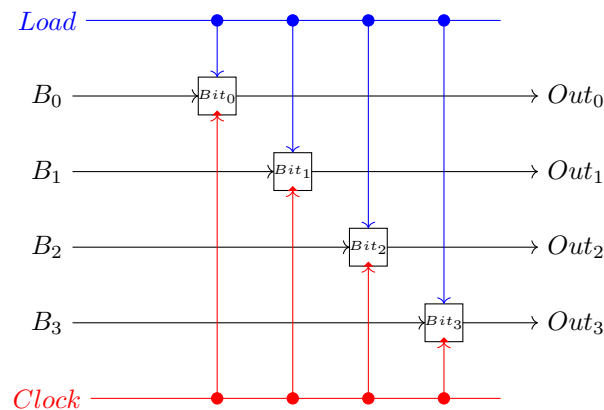 Load
B₀ Bit₀ Out₀
B₁ Bit₁ Out₁
B₂ Bit₂ Out₂
B₃ Bit₃ Out₃
Clock